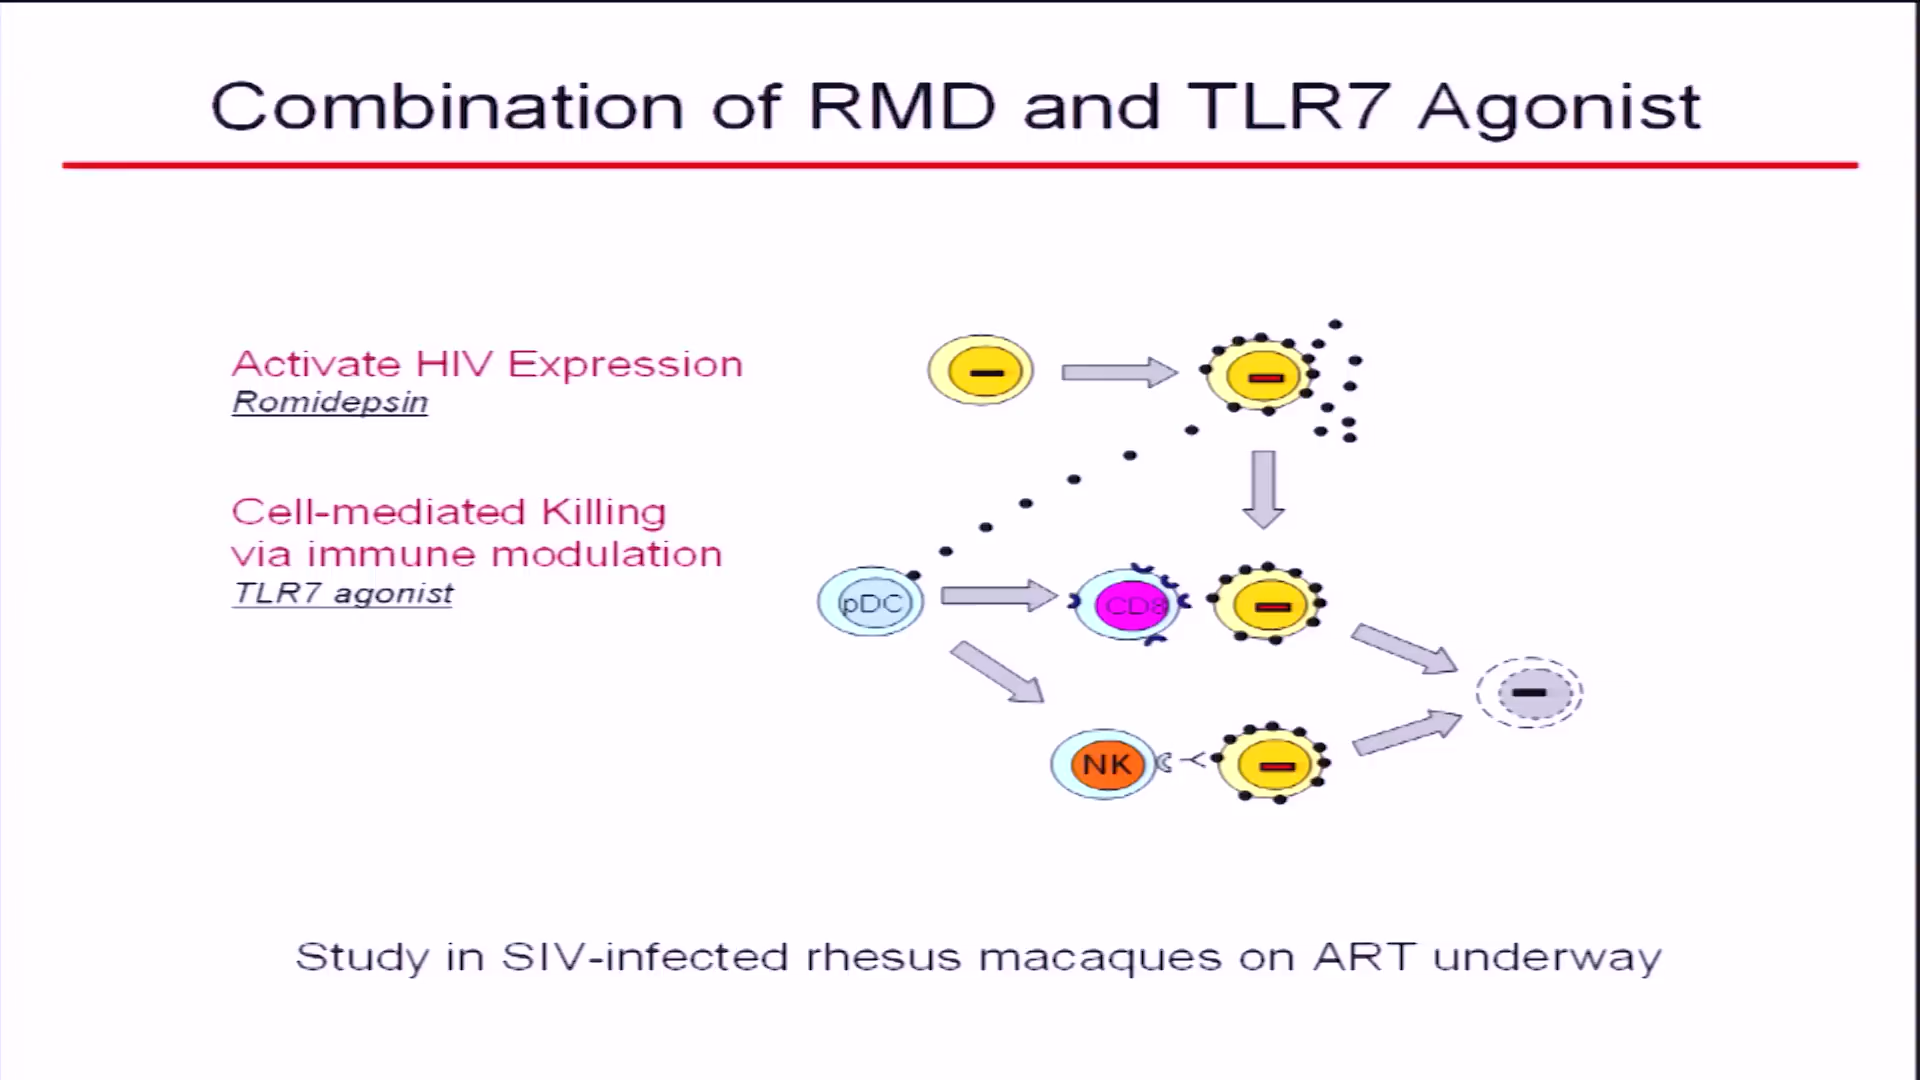 Combination of RMD and TLR7 Agonist
Activate HIV Expression
Romidepsin
Cell-mediated Killing
via immune modulation
TLR7 agonist
pDC
CD8
NK
Study in SIV-infected rhesus macaques on ART underway